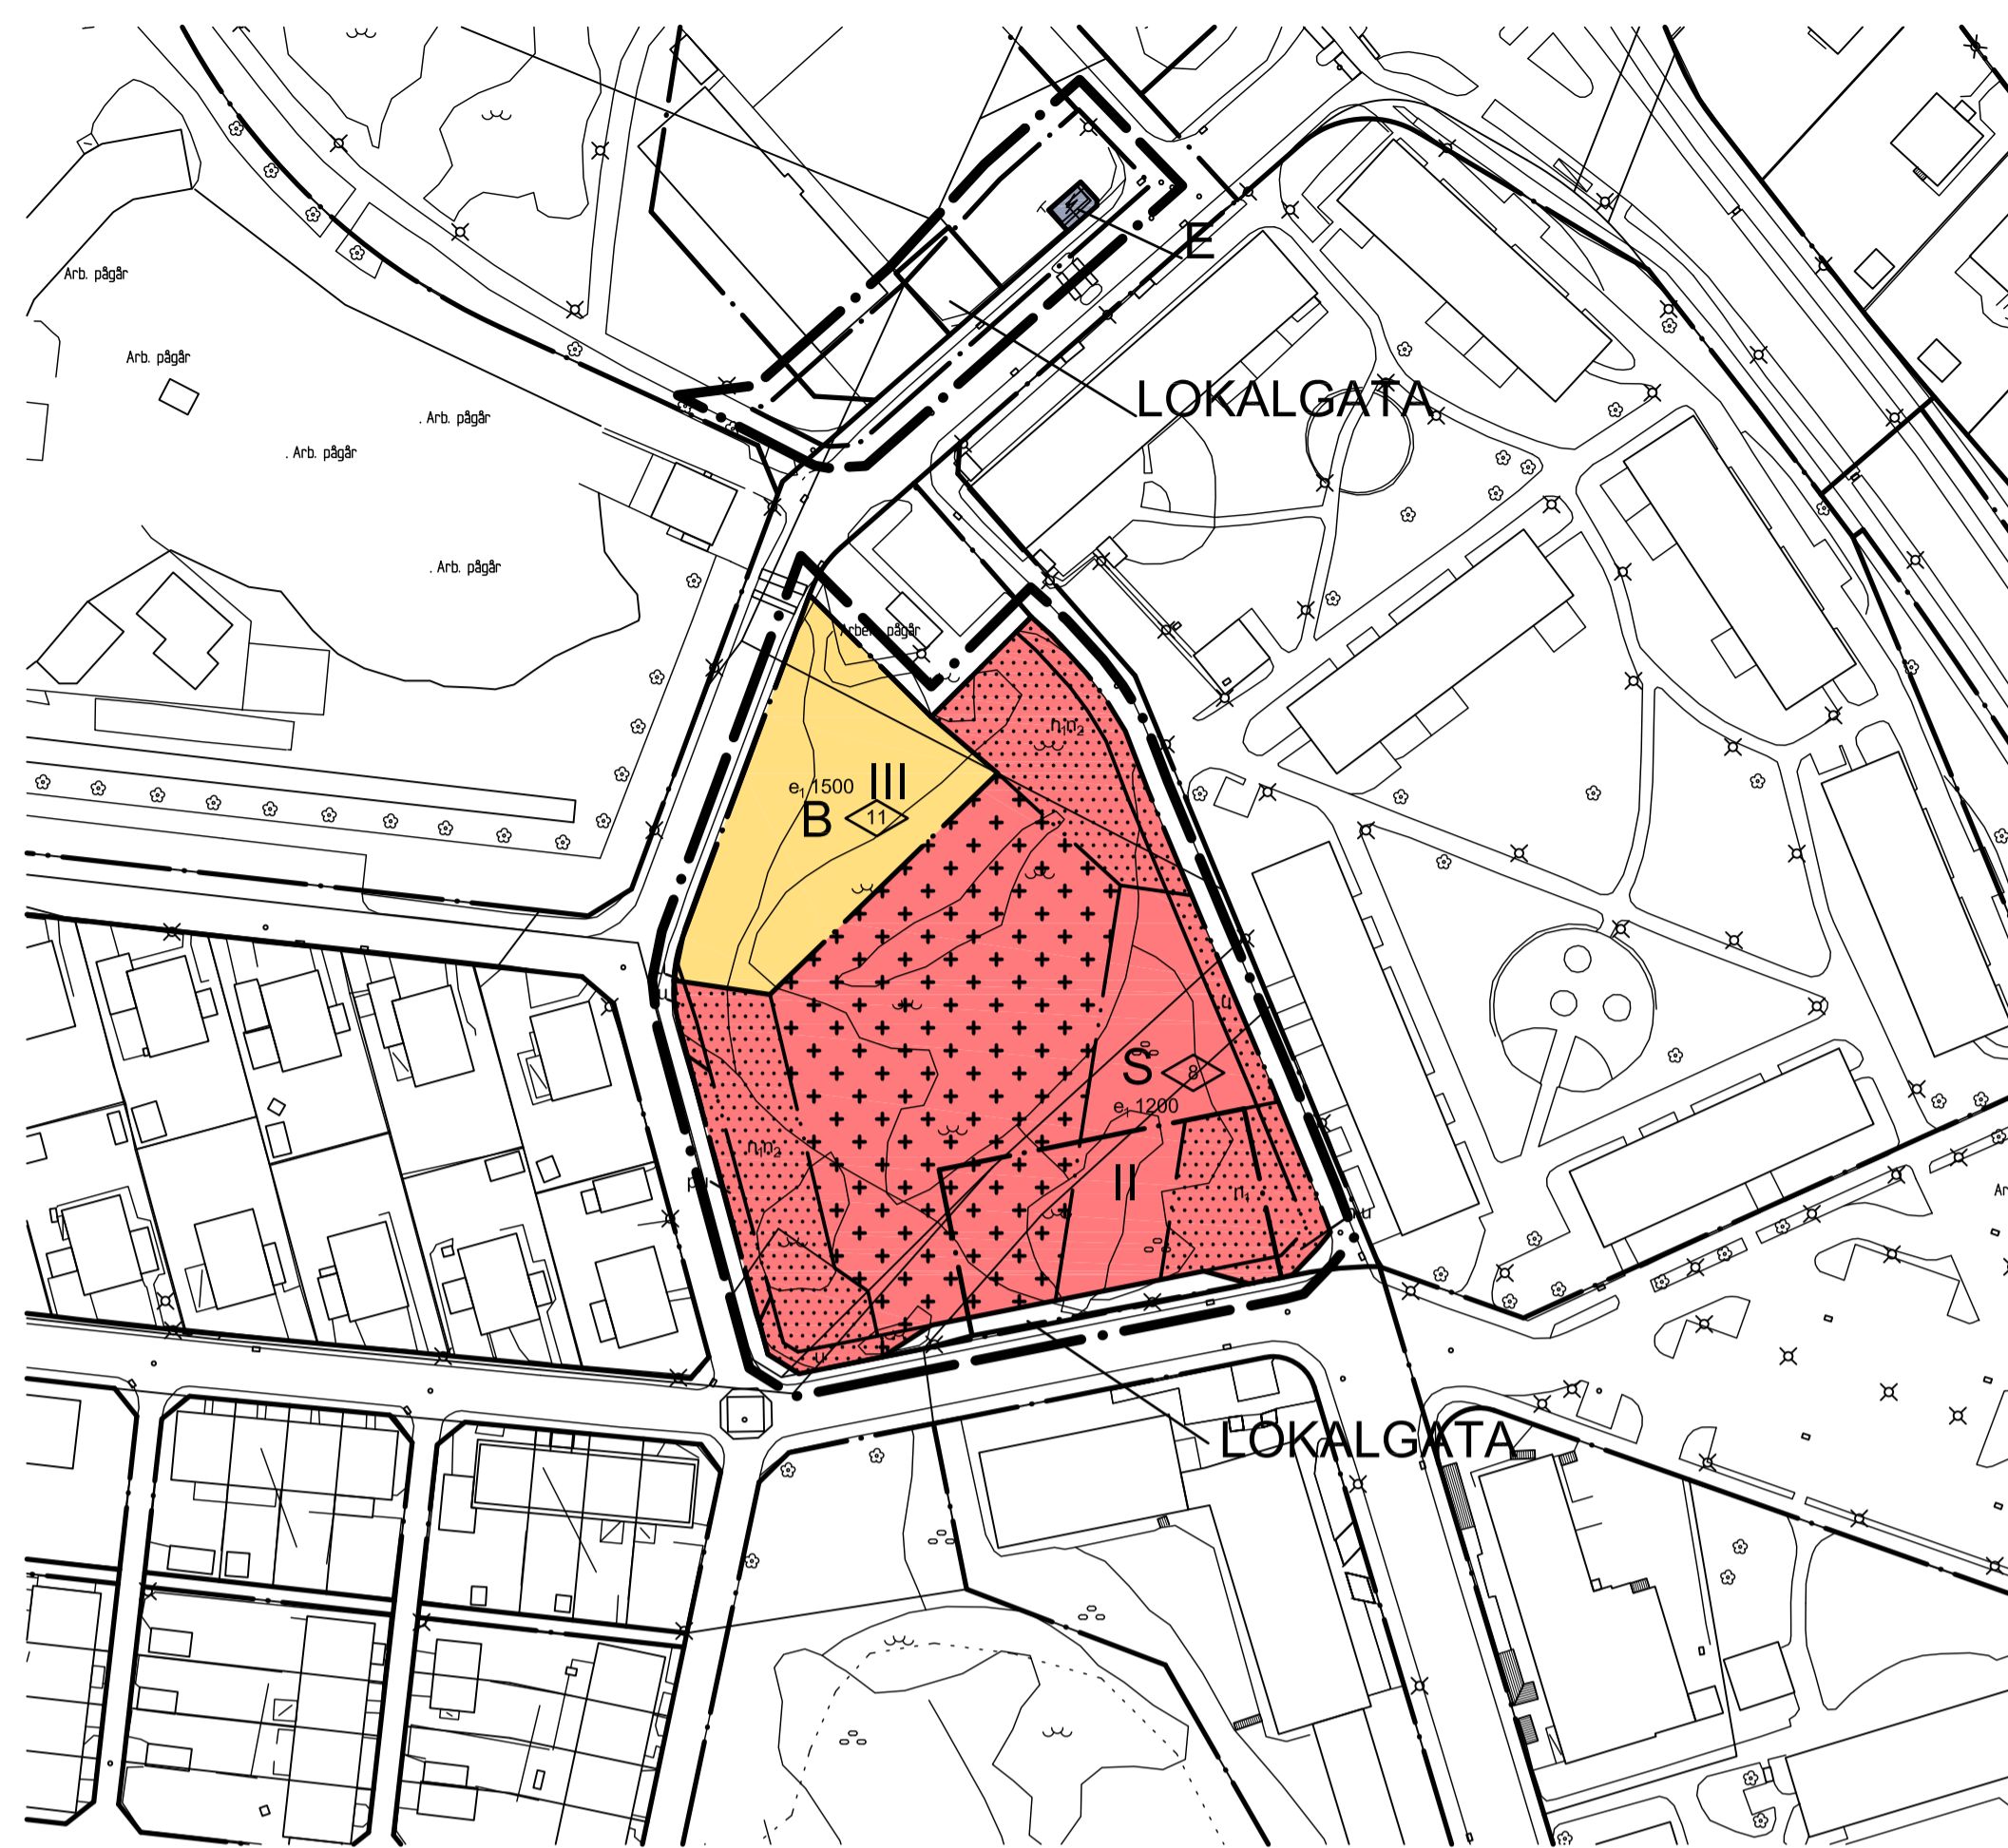 E
Arb. pågår
Arb. pågår
LOKALGATA
. Arb. pågår
. Arb. pågår
. Arb. pågår
Arbete pågår
n₁n₂
e₁ 1500 III
B 11
u
u
S 8
e₁ 1200
n₁n₂
II
p
n₁
u
u
LOKALGATA